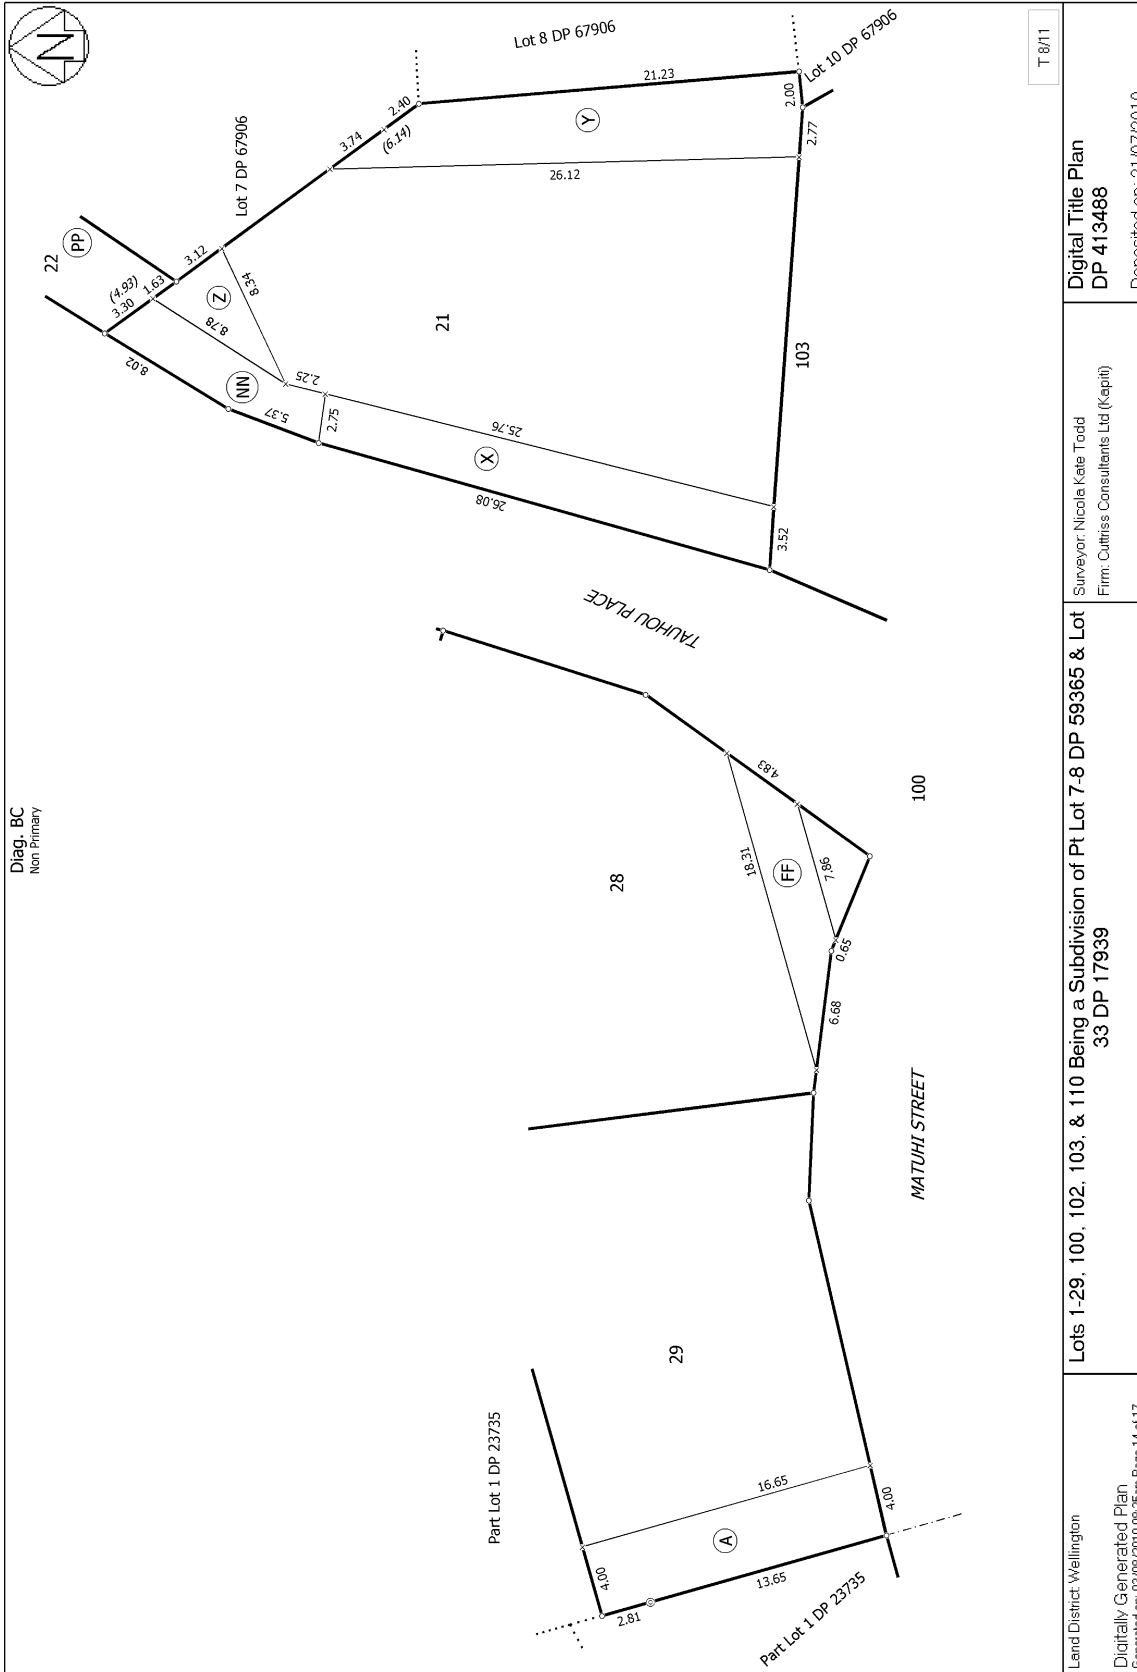 Diag. BC
Non Primary
N
T 8/11
Lot 8 DP 67906
Lot 10 DP 67906
Lot 7 DP 67906
21.23
2.00
2.77
2.40
(6.14)
3.74
Y
26.12
22
PP
(4.93)
3.30
1.63
3.12
Z
8.34
8.78
8.02
NN
5.37
2.25
2.75
21
103
25.76
X
26.08
3.52
TAUHOU PLACE
4.83
100
28
18.31
FF
7.86
0.65
6.68
MATUHI STREET
29
Part Lot 1 DP 23735
16.65
A
4.00
4.00
13.65
2.81
Part Lot 1 DP 23735
Land District: Wellington
Digitally Generated Plan
Lots 1-29, 100, 102, 103, & 110 Being a Subdivision of Pt Lot 7-8 DP 59365 & Lot
33 DP 17939
Surveyor: Nicola Kate Todd
Firm: Cuttriss Consultants Ltd (Kapiti)
Digital Title Plan
DP 413488
Deposited on: 21/07/2010